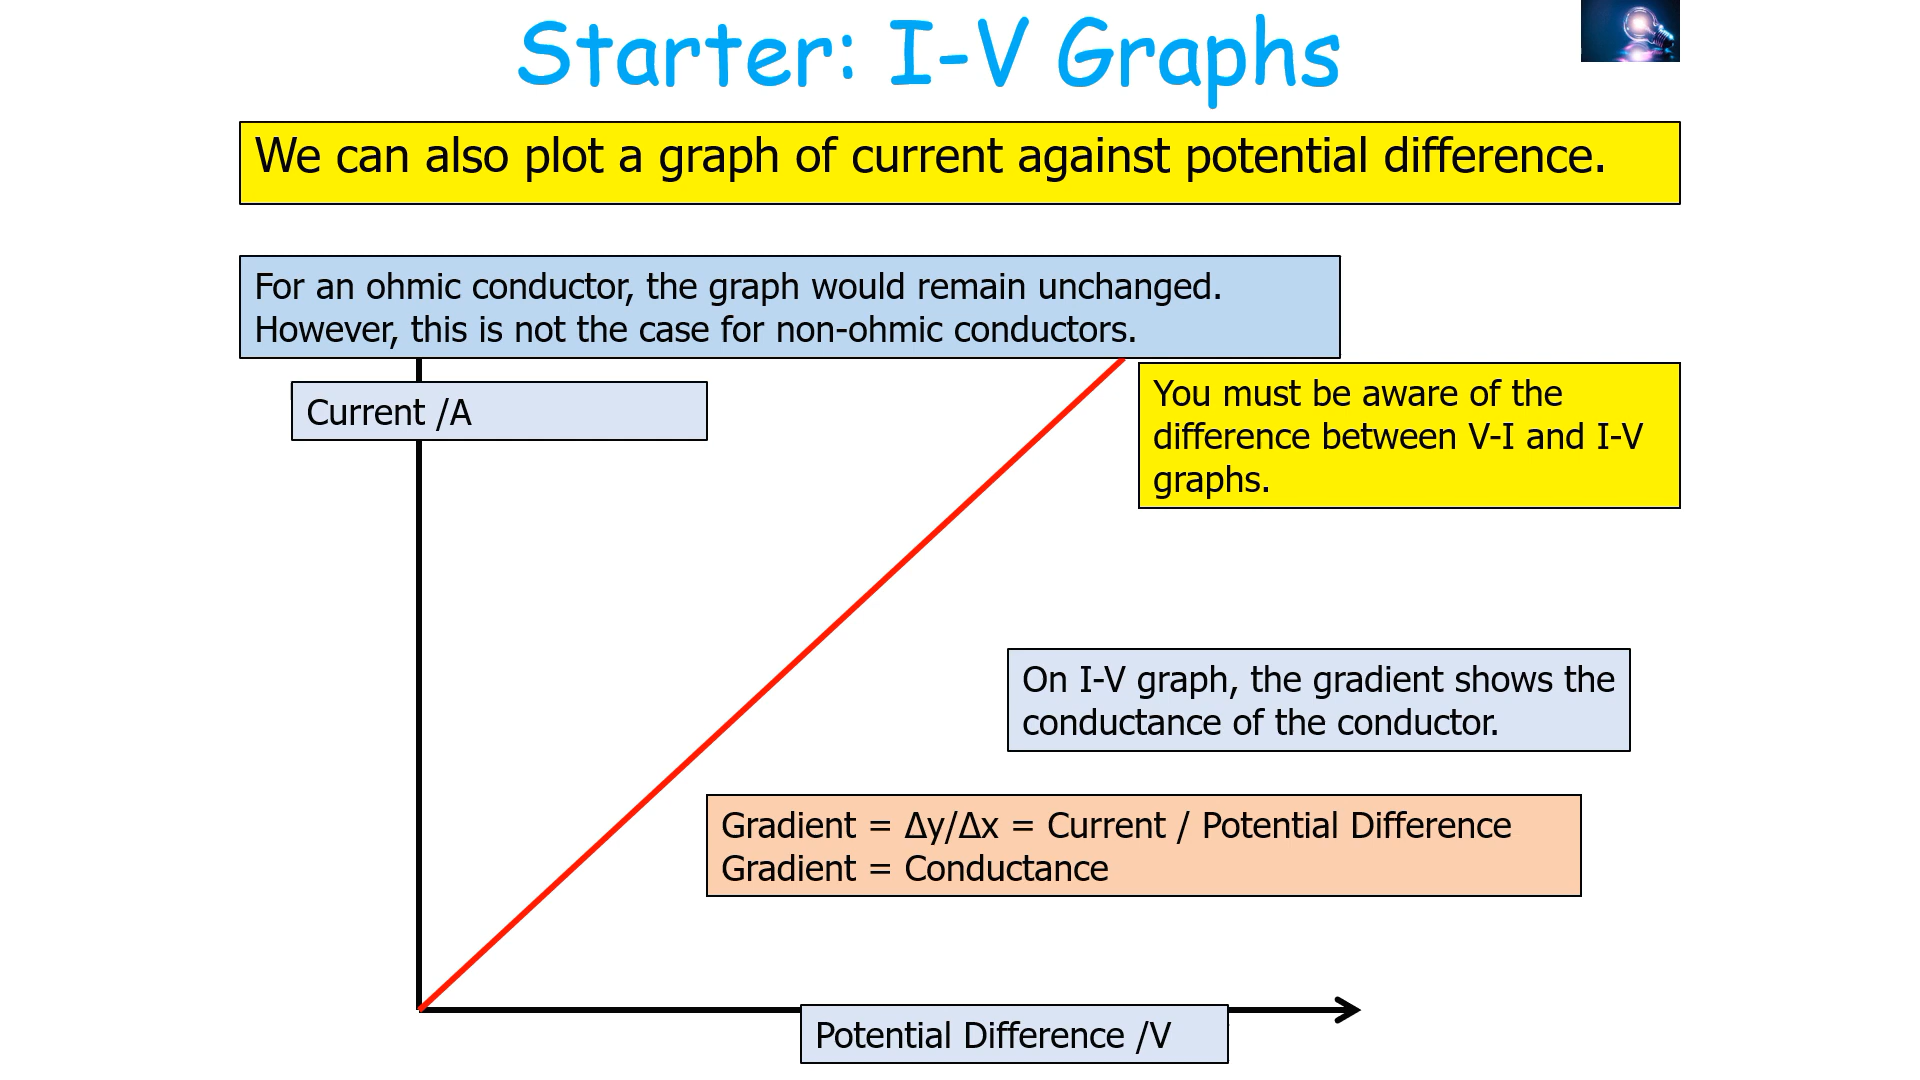 Starter: I-V Graphs
We can also plot a graph of current against potential difference.
For an ohmic conductor, the graph would remain unchanged.
However, this is not the case for non-ohmic conductors.
Current /A
You must be aware of the
difference between V-I and I-V
graphs.
On I-V graph, the gradient shows the
conductance of the conductor.
Gradient = Δy/Δx = Current / Potential Difference
Gradient = Conductance
Potential Difference /V